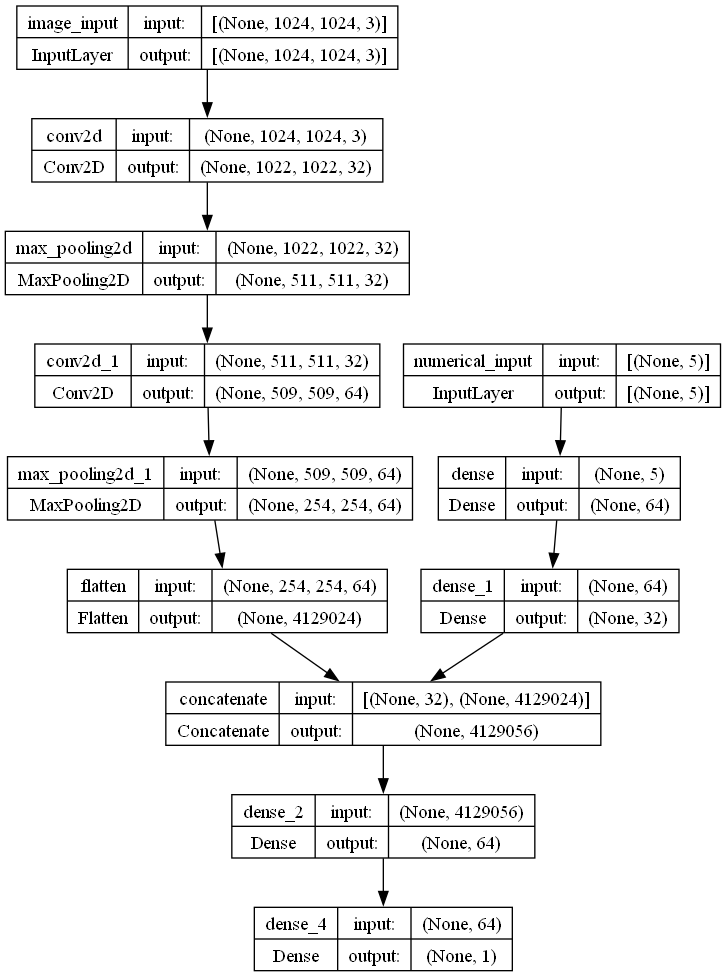 image_input input: [(None, 1024, 1024, 3)]
InputLayer output: [(None, 1024, 1024, 3)]
conv2d input: (None, 1024, 1024, 3)
Conv2D output: (None, 1022, 1022, 32)
max_pooling2d input: (None, 1022, 1022, 32)
MaxPooling2D output: (None, 511, 511, 32)
conv2d_1 input: (None, 511, 511, 32)
Conv2D output: (None, 509, 509, 64)
numerical_input input: [(None, 5)]
InputLayer output: [(None, 5)]
max_pooling2d_1 input: (None, 509, 509, 64)
MaxPooling2D output: (None, 254, 254, 64)
dense input: (None, 5)
Dense output: (None, 64)
flatten input: (None, 254, 254, 64)
Flatten output: (None, 4129024)
dense_1 input: (None, 64)
Dense output: (None, 32)
concatenate input: [(None, 32), (None, 4129024)]
Concatenate output: (None, 4129056)
dense_2 input: (None, 4129056)
Dense output: (None, 64)
dense_4 input: (None, 64)
Dense output: (None, 1)